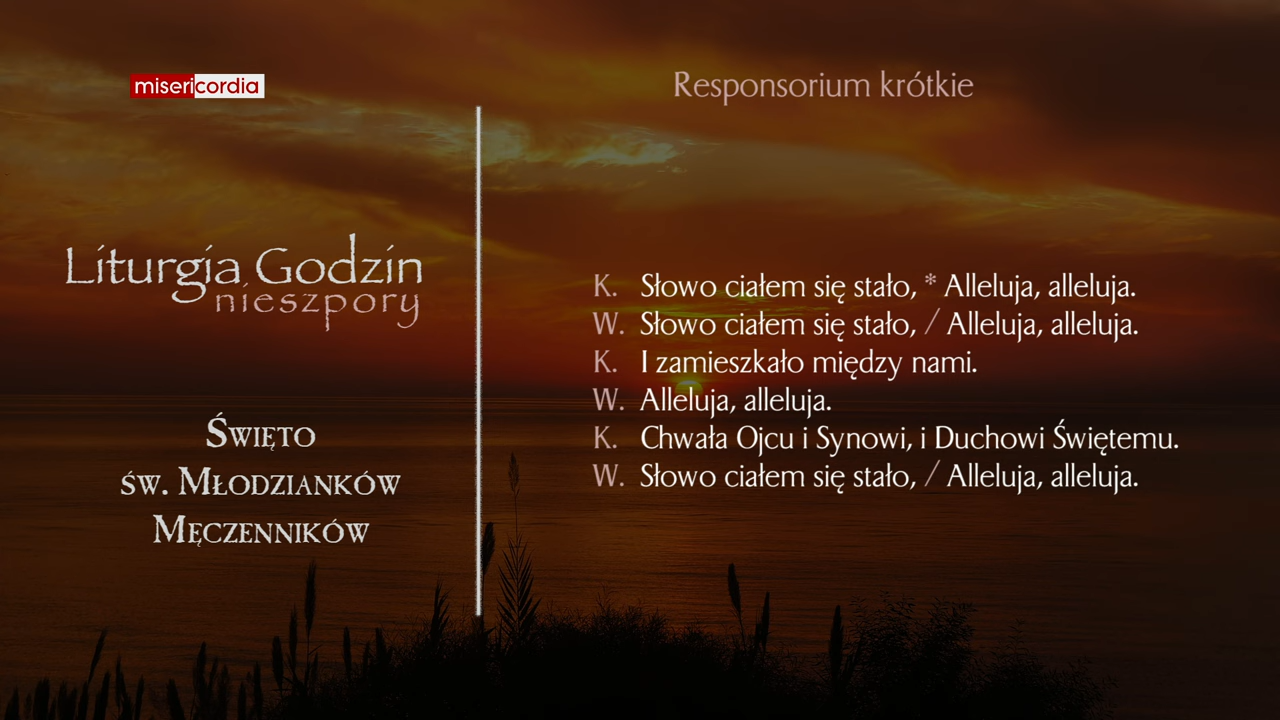 misericordia
Liturgia Godzin
nieszpory
Święto
św. Młodzianków
Męczenników
Responsorium krótkie
K. Słowo ciałem się stało, * Alleluja, alleluja.
W. Słowo ciałem się stało, / Alleluja, alleluja.
K. I zamieszkało między nami.
W. Alleluja, alleluja.
K. Chwała Ojcu i Synowi, i Duchowi Świętemu.
W. Słowo ciałem się stało, / Alleluja, alleluja.